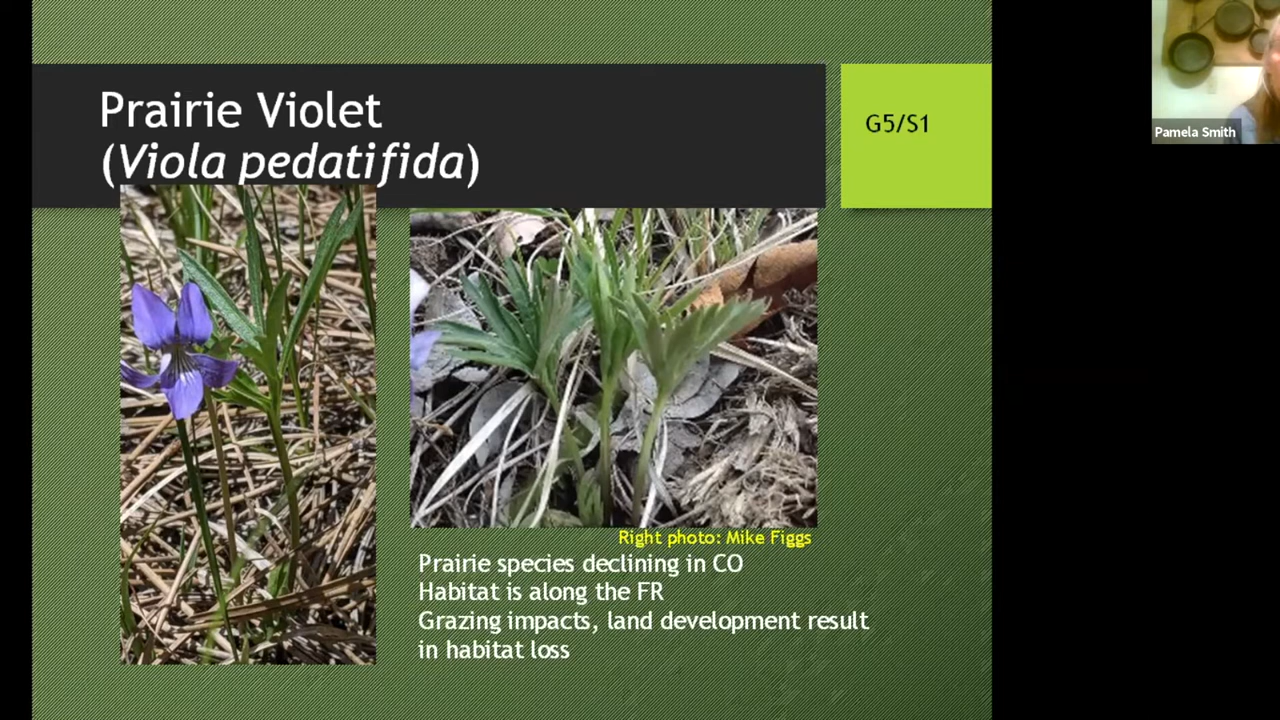 Prairie Violet
(Viola pedatifida)
G5/S1
Pamela Smith
Right photo: Mike Figgs
Prairie species declining in CO
Habitat is along the FR
Grazing impacts, land development result
in habitat loss